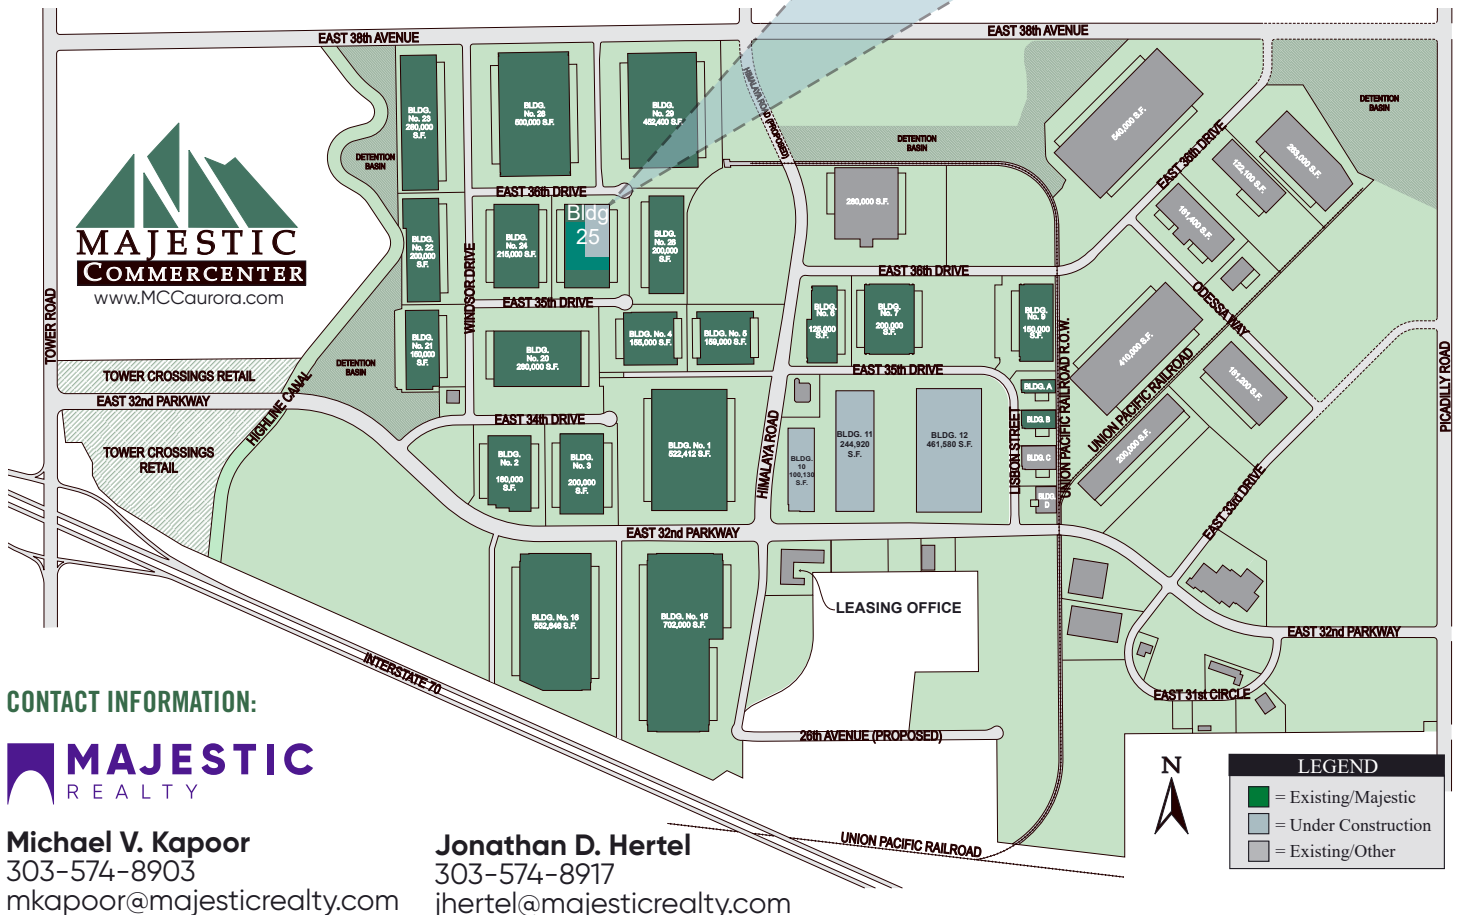 EAST 38th AVENUE
EAST 38th AVENUE
HIMALAYA ROAD (PROPOSED)
BLDG.
No. 23
260,000
S.F.
BLDG.
No. 28
500,000 S.F.
BLDG.
No. 29
452,400 S.F.
DETENTION
BASIN
DETENTION
BASIN
DETENTION
BASIN
540,000 S.F.
EAST 36th DRIVE
122,100 S.F.
263,000 S.F.
181,400 S.F.
MAJESTIC
COMMERCENTER
www.MCCaurora.com
EAST 36th DRIVE
Bldg
25
BLDG.
No. 22
200,000
S.F.
BLDG.
No. 24
215,000 S.F.
BLDG.
No. 26
200,000
S.F.
280,000 S.F.
EAST 36th DRIVE
TOWER ROAD
WINDSOR DRIVE
EAST 35th DRIVE
BLDG.
No. 6
125,000
S.F.
BLDG.
No. 7
200,000
S.F.
BLDG.
No. 9
150,000
S.F.
UNION PACIFIC RAILROAD R.O.W.
ODESSA WAY
410,000 S.F.
UNION PACIFIC RAILROAD
181,200 S.F.
200,000 S.F.
PICADILLY ROAD
BLDG.
No. 21
150,000
S.F.
BLDG.
No. 20
260,000 S.F.
BLDG. No. 4
155,000 S.F.
BLDG. No. 5
159,000 S.F.
DETENTION
BASIN
TOWER CROSSINGS RETAIL
EAST 32nd PARKWAY
HIGHLINE CANAL
TOWER CROSSINGS
RETAIL
EAST 35th DRIVE
EAST 34th DRIVE
BLDG.
No. 2
160,000
S.F.
BLDG.
No. 3
200,000
S.F.
BLDG. No. 1
522,412 S.F.
HIMALAYA ROAD
BLDG.
10
100,130
S.F.
BLDG. 11
244,920
S.F.
BLDG. 12
461,580 S.F.
LISBON STREET
BLDG. A
BLDG. B
BLDG. C
BLDG.
D
EAST 33rd DRIVE
EAST 32nd PARKWAY
BLDG. No. 16
552,646 S.F.
BLDG. No. 15
702,000 S.F.
LEASING OFFICE
EAST 32nd PARKWAY
EAST 31st CIRCLE
INTERSTATE 70
26th AVENUE (PROPOSED)
UNION PACIFIC RAILROAD
CONTACT INFORMATION:
MAJESTIC
REALTY
Michael V. Kapoor
303-574-8903
mkapoor@majesticrealty.com
Jonathan D. Hertel
303-574-8917
jhertel@majesticrealty.com
N
LEGEND
= Existing/Majestic
= Under Construction
= Existing/Other